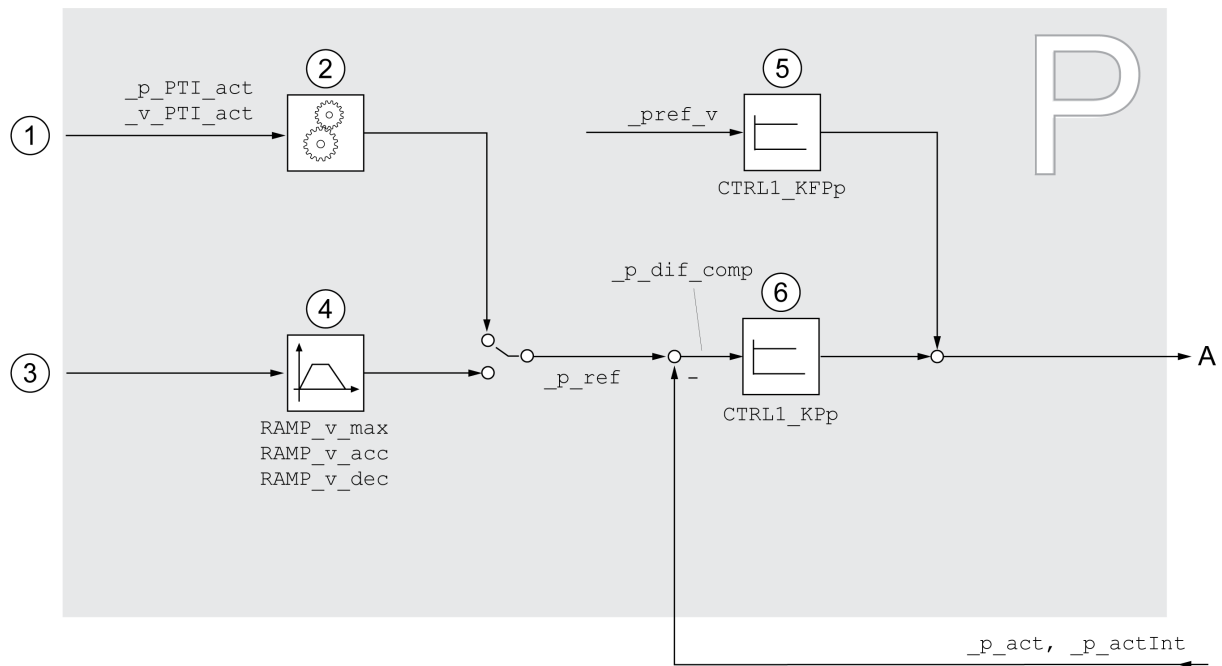 P
2
5
_p_PTI_act
_v_PTI_act
1
_pref_v
CTRL1_KFPp
_p_dif_comp
6
4
3
A
_p_ref
–
CTRL1_KPp
RAMP_v_max
RAMP_v_acc
RAMP_v_dec
_p_act, _p_actInt